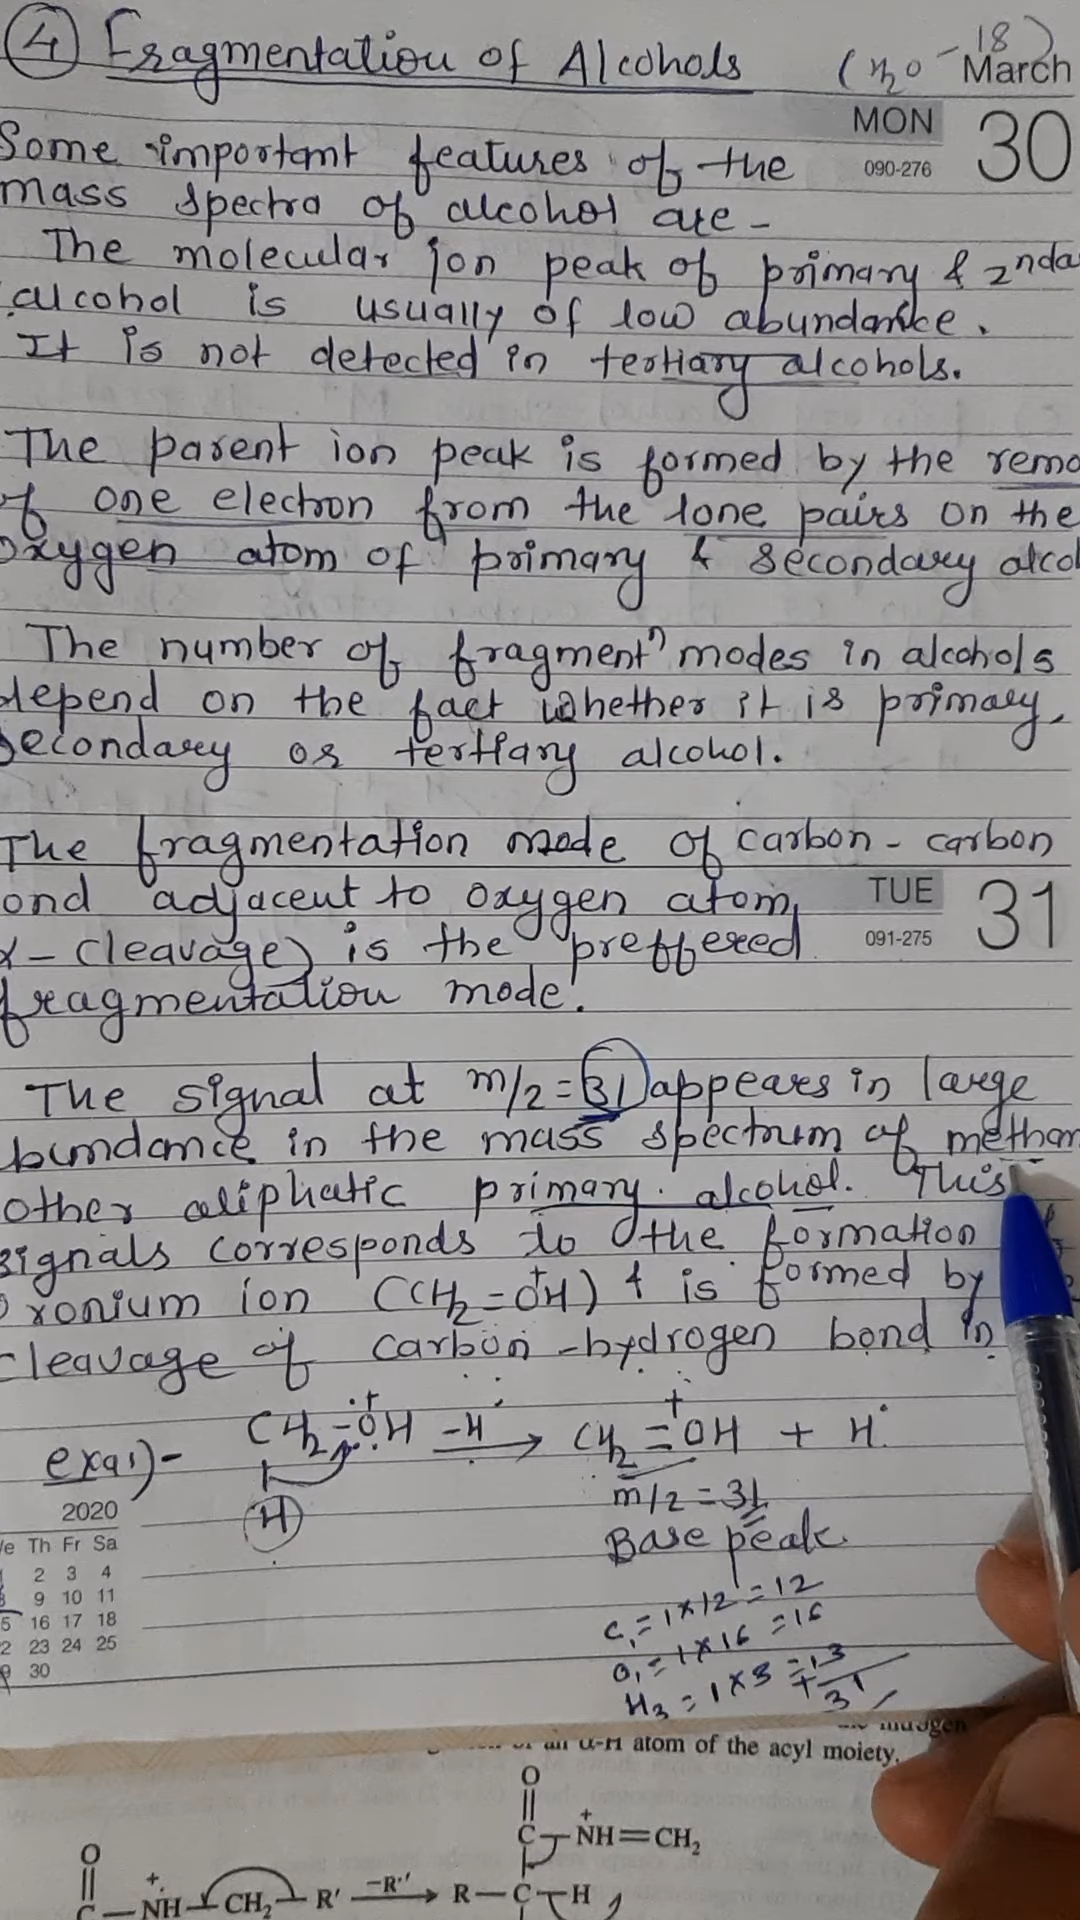 ④ Fragmentation of Alcohols (H₂O -18)
March
MON 30
090-276
Some important features of the
mass spectra of alcohol are -
The molecular ion peak of primary & 2nda
alcohol is usually of low abundance.
It is not detected in tertiary alcohols.
The parent ion peak is formed by the remo
of one electron from the lone pairs on the
oxygen atom of primary & secondary alcoh
The number of fragmentⁿ modes in alcohols
depend on the fact whether it is primary,
secondary or tertiary alcohol.
The fragmentation mode of carbon - carbon
ond adjacent to oxygen atom,
TUE 31
091-275
α - cleavage) is the preffered
fragmentation mode.
The signal at m/z = 31 appears in large
bundance in the mass spectrum of methan
other aliphatic primary alcohol. This
signals corresponds to the formation
oxonium ion (CH₂=O⁺H) & is formed by
cleavage of carbon-hydrogen bond in
exa1)- CH₂-O⁺H -H → CH₂=O⁺H + H•
H
m/z = 31
Base peak
C₁ = 1×12 = 12
O₁ = 1×16 = 16
H₃ = 1×3 = +3
31
2020
We Th Fr Sa
2 3 4
9 10 11
5 16 17 18
2 23 24 25
30
an α-H atom of the acyl moiety.
O
C NH=CH₂
+
O
C-NH-CH₂-R′ -R′• → R-C-H